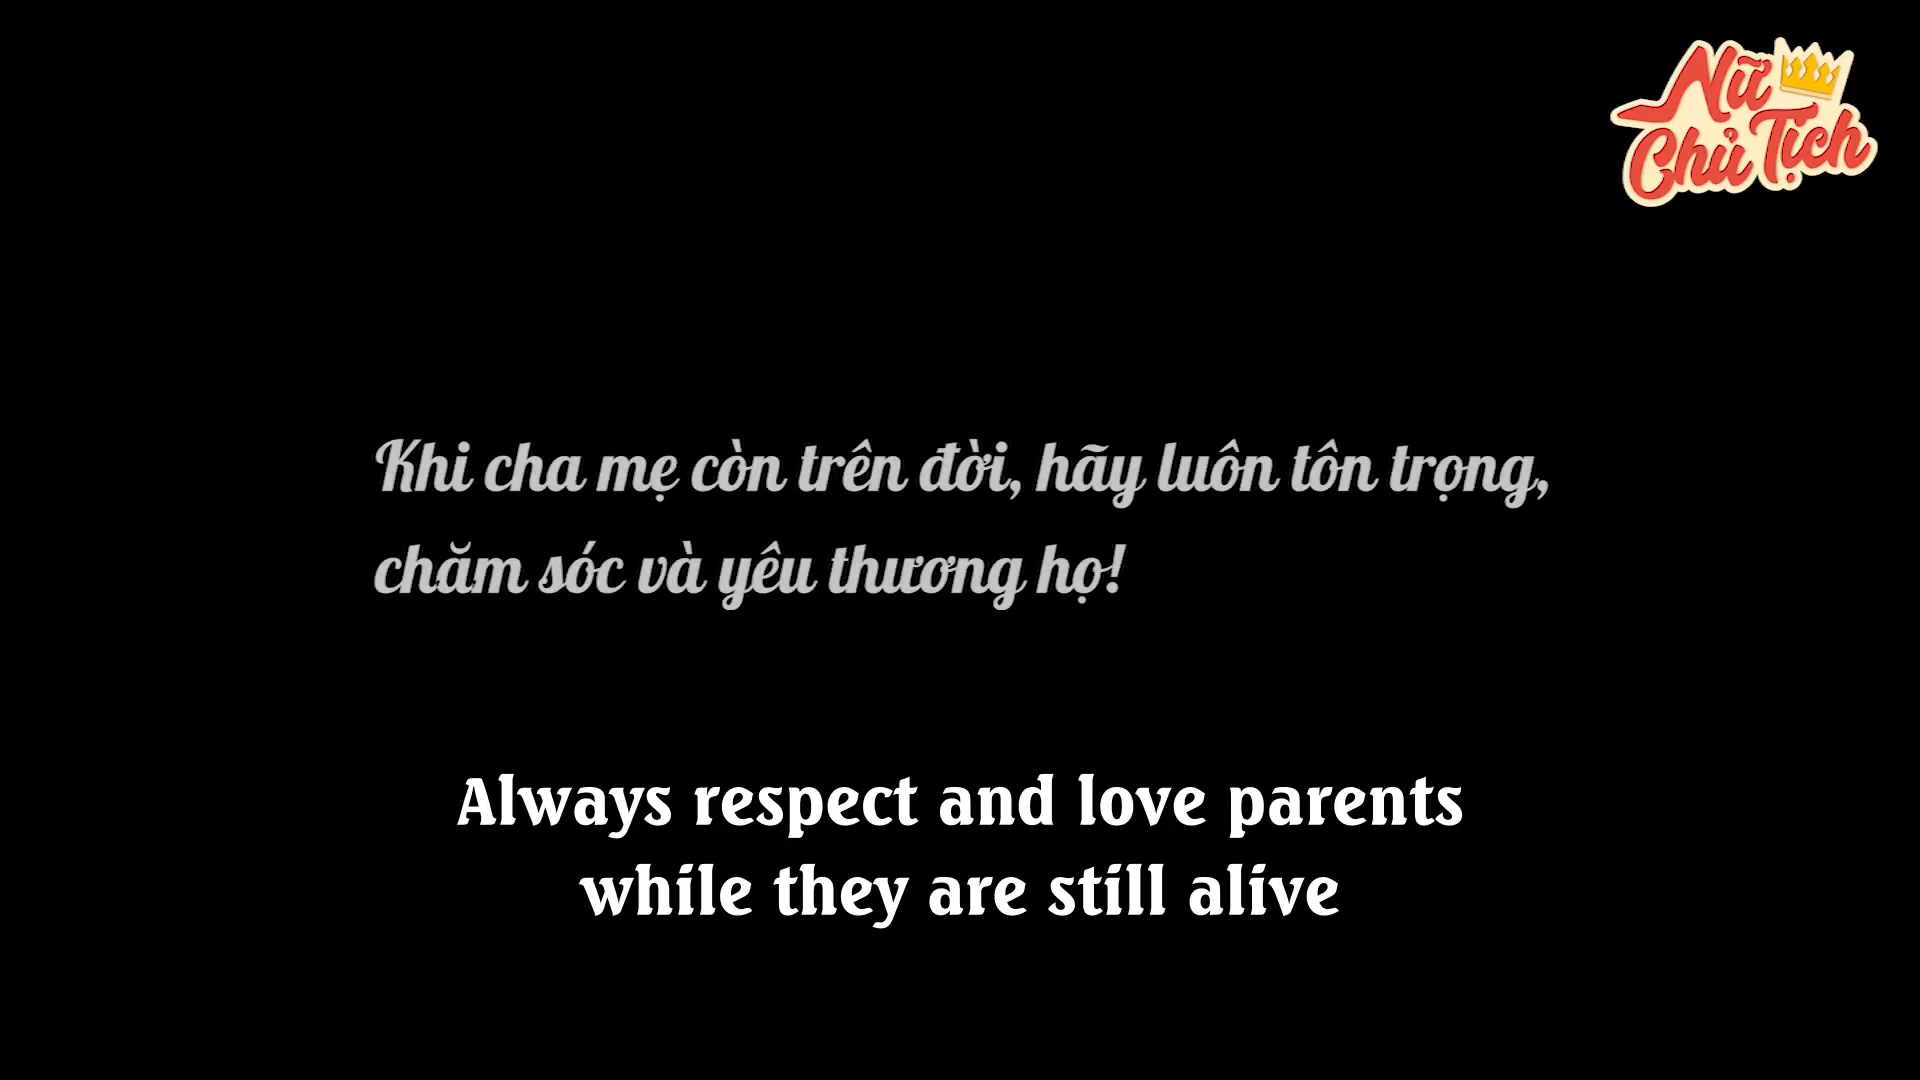 Nữ
Chủ Tịch
Khi cha mẹ còn trên đời, hãy luôn tôn trọng,
chăm sóc và yêu thương họ!
Always respect and love parents
while they are still alive